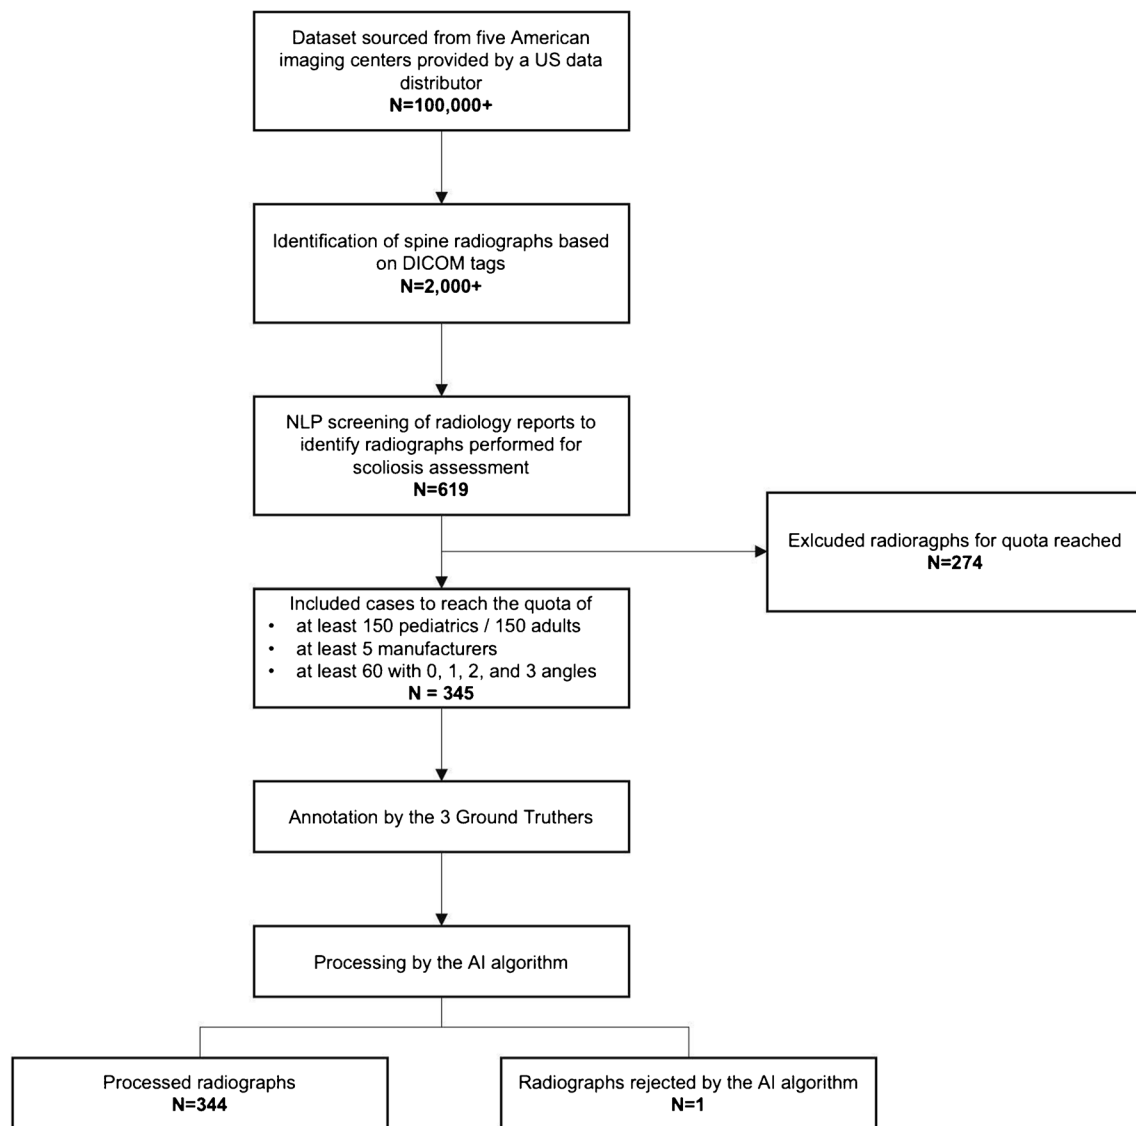 Dataset sourced from five American
imaging centers provided by a US data
distributor
N=100,000+
Identification of spine radiographs based
on DICOM tags
N=2,000+
NLP screening of radiology reports to
identify radiographs performed for
scoliosis assessment
N=619
Exlcuded radioragphs for quota reached
N=274
Included cases to reach the quota of
• at least 150 pediatrics / 150 adults
• at least 5 manufacturers
• at least 60 with 0, 1, 2, and 3 angles
N = 345
Annotation by the 3 Ground Truthers
Processing by the AI algorithm
Processed radiographs
N=344
Radiographs rejected by the AI algorithm
N=1